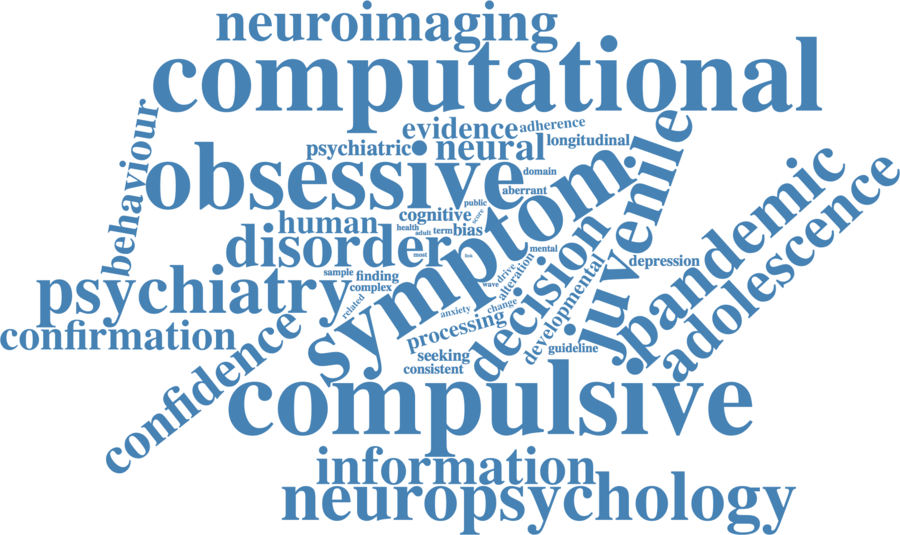 neuroimaging
computational
behaviour
evidence
adherence
psychiatric
neural
longitudinal
obsessive
domain
aberrant
juvenile
symptom
public
score
cognitive
human
health
adult
term
bias
disorder
most
link
mental
decision
pandemic
adolescence
psychiatry
sample
finding
complex
related
drive
wave
alteration
change
anxiety
developmental
depression
confirmation
confidence
processing
seeking
consistent
guideline
compulsive
information
neuropsychology